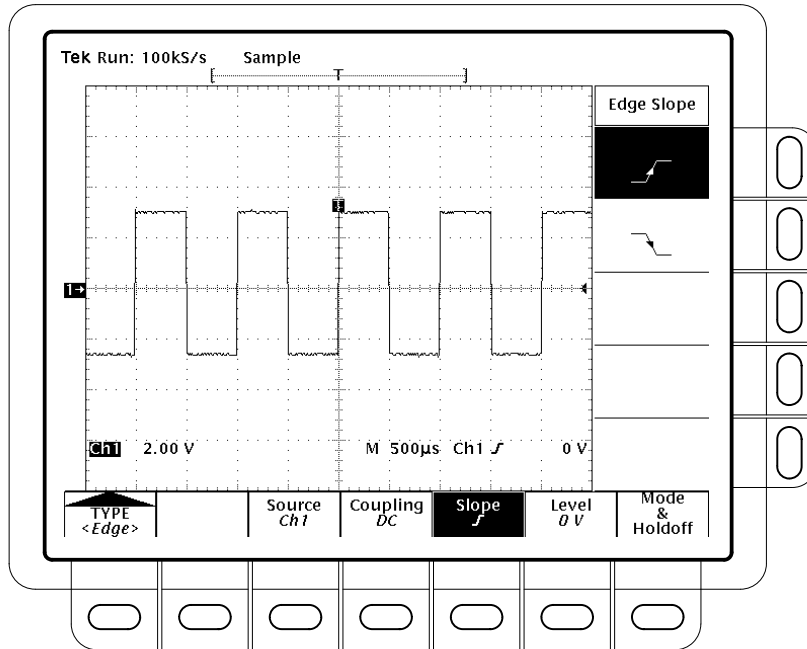 Tek Run: 100kS/s Sample
T
Edge Slope
T
1→
Ch1 2.00 V M 500µs Ch1 0 V
TYPE
<Edge>
Source
Ch1
Coupling
DC
Slope
Level
0 V
Mode
&
Holdoff